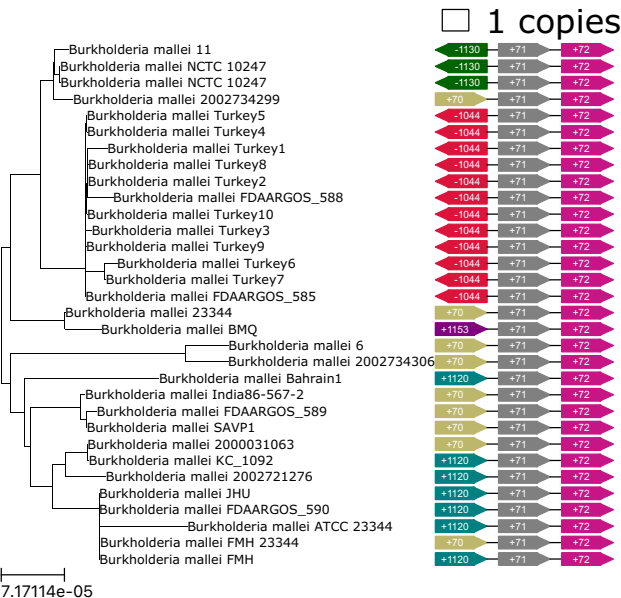 1 copies
Burkholderia mallei 11 -1130 +71 +72
Burkholderia mallei NCTC 10247 -1130 +71 +72
Burkholderia mallei NCTC 10247 -1130 +71 +72
Burkholderia mallei 2002734299 +70 +71 +72
Burkholderia mallei Turkey5 -1044 +71 +72
Burkholderia mallei Turkey4 -1044 +71 +72
Burkholderia mallei Turkey1 -1044 +71 +72
Burkholderia mallei Turkey8 -1044 +71 +72
Burkholderia mallei Turkey2 -1044 +71 +72
Burkholderia mallei FDAARGOS_588 -1044 +71 +72
Burkholderia mallei Turkey10 -1044 +71 +72
Burkholderia mallei Turkey3 -1044 +71 +72
Burkholderia mallei Turkey9 -1044 +71 +72
Burkholderia mallei Turkey6 -1044 +71 +72
Burkholderia mallei Turkey7 -1044 +71 +72
Burkholderia mallei FDAARGOS_585 -1044 +71 +72
Burkholderia mallei 23344 +70 +71 +72
Burkholderia mallei BMQ +1153 +71 +72
Burkholderia mallei 6 +70 +71 +72
Burkholderia mallei 2002734306 +70 +71 +72
Burkholderia mallei Bahrain1 +1120 +71 +72
Burkholderia mallei India86-567-2 +70 +71 +72
Burkholderia mallei FDAARGOS_589 +70 +71 +72
Burkholderia mallei SAVP1 +70 +71 +72
Burkholderia mallei 2000031063 +70 +71 +72
Burkholderia mallei KC_1092 +1120 +71 +72
Burkholderia mallei 2002721276 +1120 +71 +72
Burkholderia mallei JHU +1120 +71 +72
Burkholderia mallei FDAARGOS_590 +1120 +71 +72
Burkholderia mallei ATCC 23344 +1120 +71 +72
Burkholderia mallei FMH 23344 +70 +71 +72
Burkholderia mallei FMH +1120 +71 +72
7.17114e-05